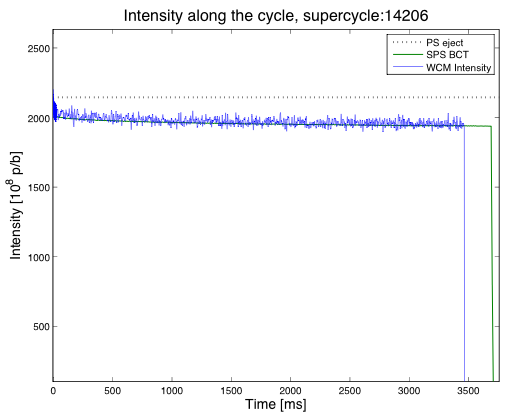 Intensity along the cycle, supercycle:14206
PS eject
SPS BCT
WCM Intensity
Intensity [10^8 p/b]
2500
2000
1500
1000
500
0
500
1000
1500
2000
2500
3000
3500
Time [ms]